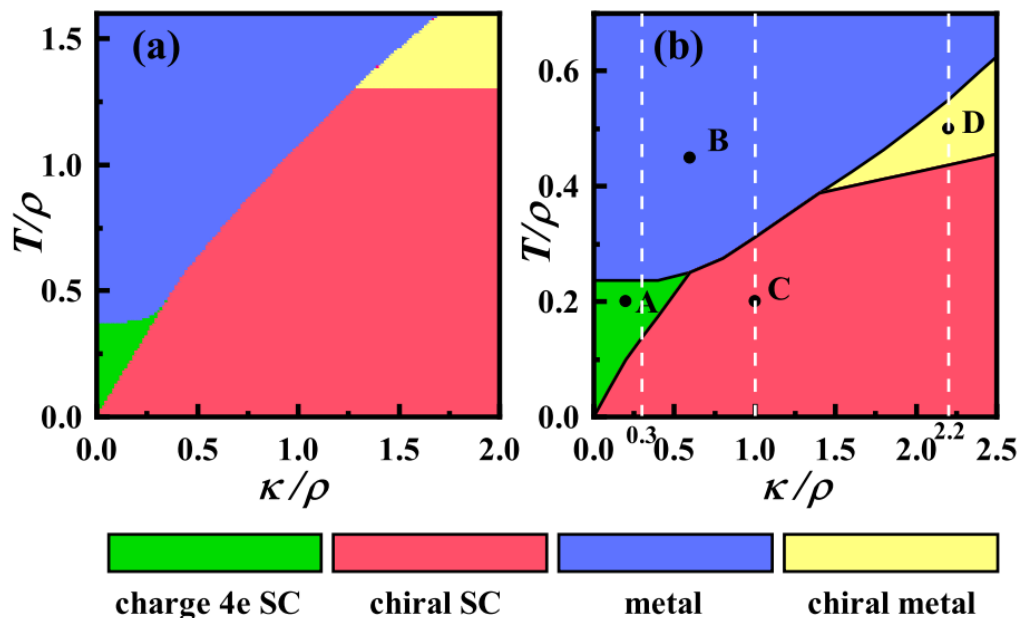 (a)
T/ρ
1.5
1.0
0.5
0.0
0.0 0.5 1.0 1.5 2.0
κ/ρ
(b)
T/ρ
0.6
0.4
0.2
0.0
A
B
C
D
0.0 0.5 1.0 1.5 2.0 2.5
0.3 2.2
κ/ρ
charge 4e SC chiral SC metal chiral metal